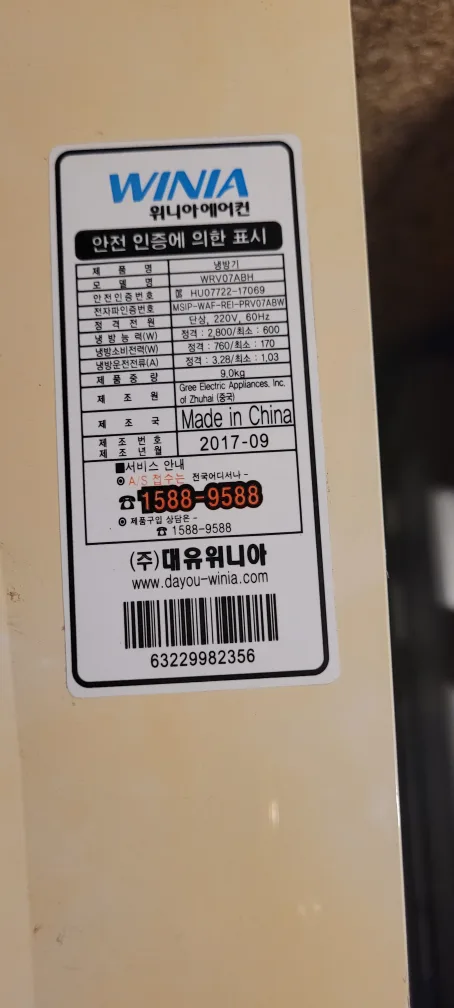 WINIA
위니아에어컨
안전 인증에 의한 표시
제 품 명 냉방기
모 델 명 WRV07ABH
안전인증번호 HU07722-17069
전자파인증번호 MSIP-WAF-REI-PRV07ABW
정 격 전 원 단상, 220V, 60Hz
냉 방 능 력(W) 정격 : 2,800/최소 : 600
냉방소비전력(W) 정격 : 760/최소 : 170
냉방운전전류(A) 정격 : 3.28/최소 : 1.03
제 품 중 량 9.0kg
제 조 원 Gree Electric Appliances, Inc. of Zhuhai (중국)
제 조 국 Made in China
제 조 번 호
제 조 년 월 2017-09
■서비스 안내
◎ A/S 접수는 전국어디서나 -
☎1588-9588
◎ 제품구입 상담은 -
☎ 1588-9588
(주)대유위니아
www.dayou-winia.com
63229982356